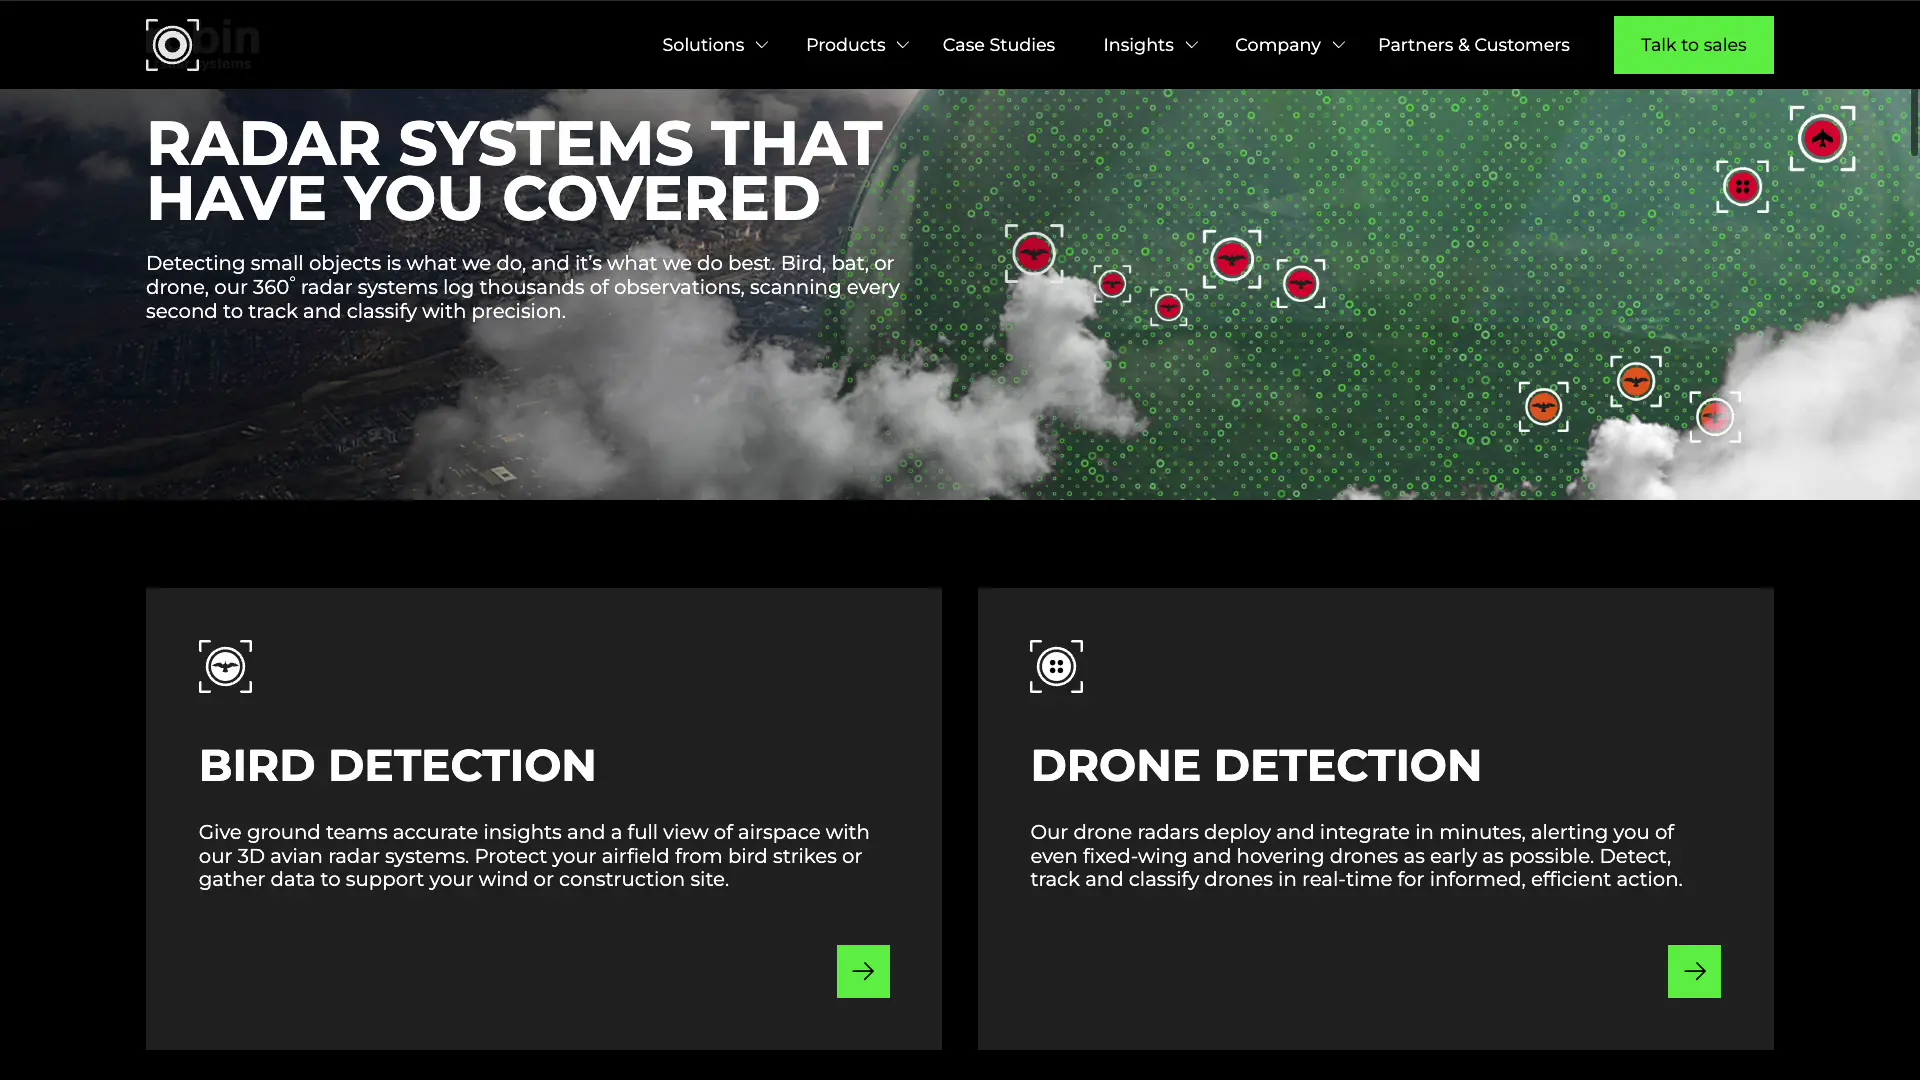 robin
systems
Solutions
Products
Case Studies
Insights
Company
Partners & Customers
Talk to sales
RADAR SYSTEMS THAT
HAVE YOU COVERED
Detecting small objects is what we do, and it’s what we do best. Bird, bat, or
drone, our 360° radar systems log thousands of observations, scanning every
second to track and classify with precision.
BIRD DETECTION
Give ground teams accurate insights and a full view of airspace with
our 3D avian radar systems. Protect your airfield from bird strikes or
gather data to support your wind or construction site.
DRONE DETECTION
Our drone radars deploy and integrate in minutes, alerting you of
even fixed-wing and hovering drones as early as possible. Detect,
track and classify drones in real-time for informed, efficient action.